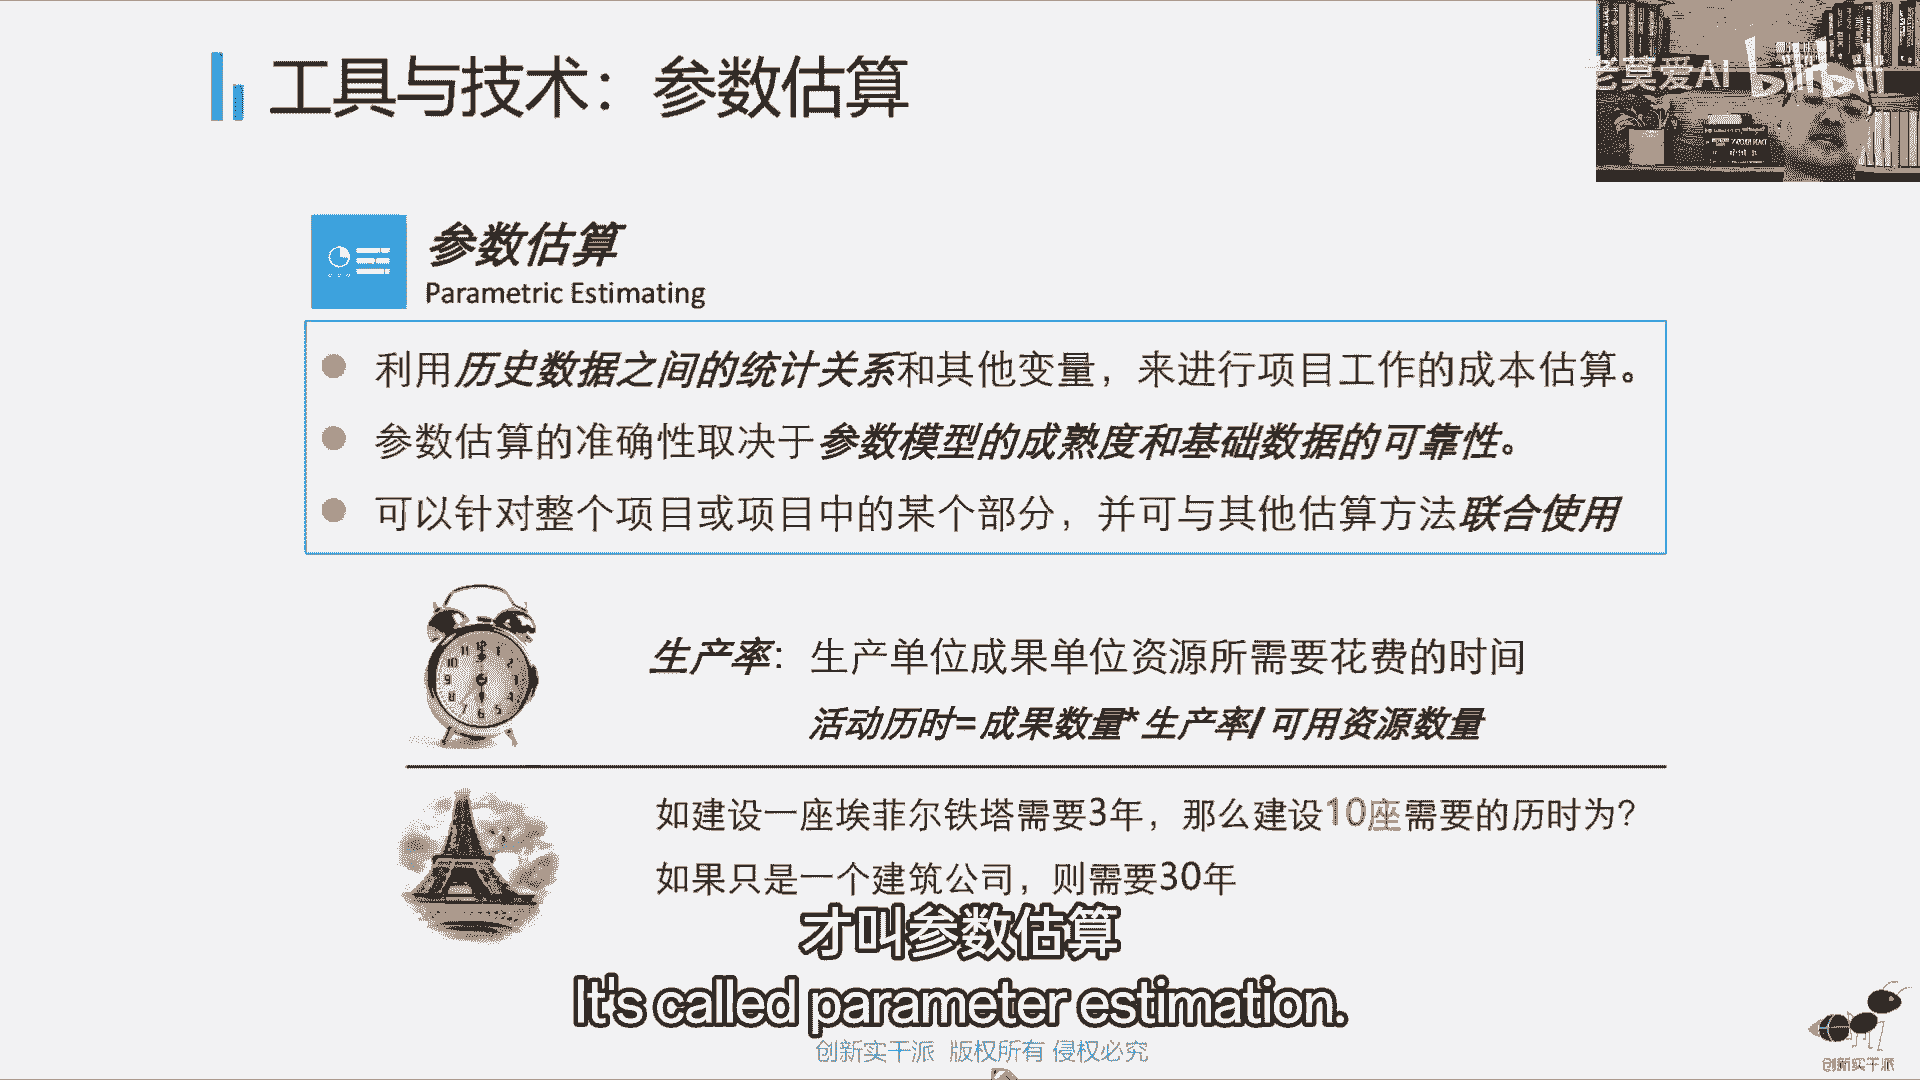 工具与技术：参数估算
老莫爱AI bilibili
参数估算
Parametric Estimating
利用历史数据之间的统计关系和其他变量，来进行项目工作的成本估算。
参数估算的准确性取决于参数模型的成熟度和基础数据的可靠性。
可以针对整个项目或项目中的某个部分，并可与其他估算方法联合使用
生产率：生产单位成果单位资源所需要花费的时间
活动历时=成果数量*生产率/可用资源数量
如建设一座埃菲尔铁塔需要3年，那么建设10座需要的历时为？
如果只是一个建筑公司，则需要30年
才叫参数估算
It's called parameter estimation.
创新实干派 版权所有 侵权必究
创新实干派